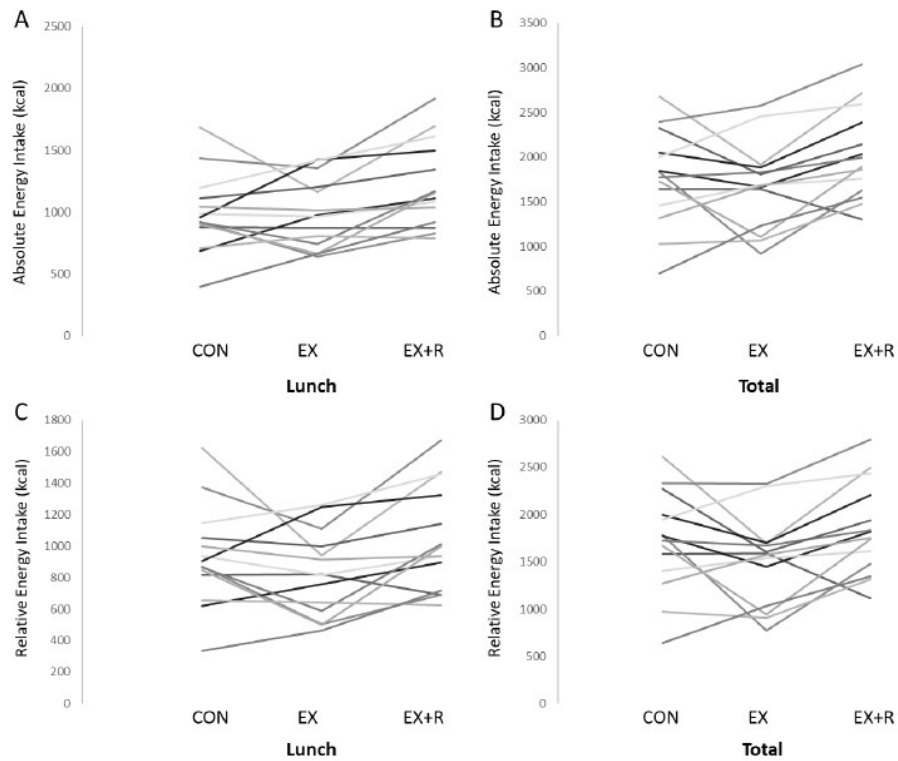 A
Absolute Energy Intake (kcal)
2500
2000
1500
1000
500
0
CON EX EX+R
Lunch
B
Absolute Energy Intake (kcal)
3500
3000
2500
2000
1500
1000
500
0
CON EX EX+R
Total
C
Relative Energy Intake (kcal)
1800
1600
1400
1200
1000
800
600
400
200
0
CON EX EX+R
Lunch
D
Relative Energy Intake (kcal)
3000
2500
2000
1500
1000
500
0
CON EX EX+R
Total